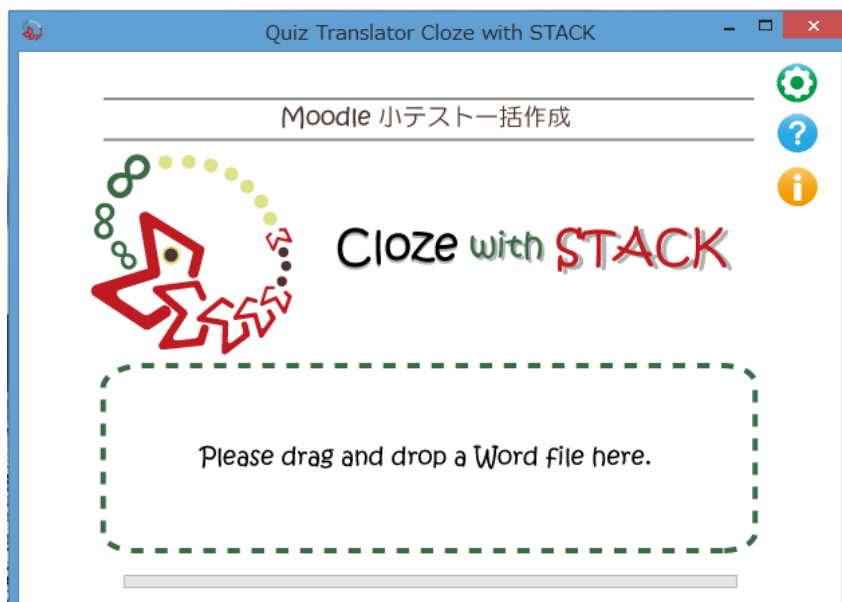 Quiz Translator Cloze with STACK
Moodle 小テスト一括作成
Cloze with STACK
Please drag and drop a Word file here.